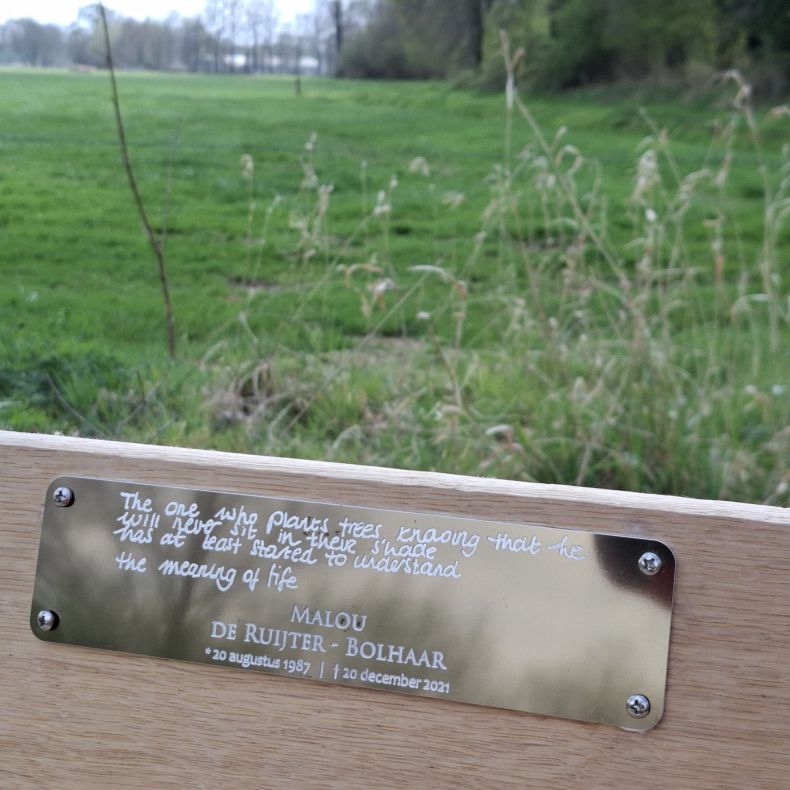 The one who plants trees knowing that he
will never sit in their shade
has at least started to understand
the meaning of life
MALOU
DE RUIJTER - BOLHAAR
* 20 augustus 1987 | † 20 december 2021